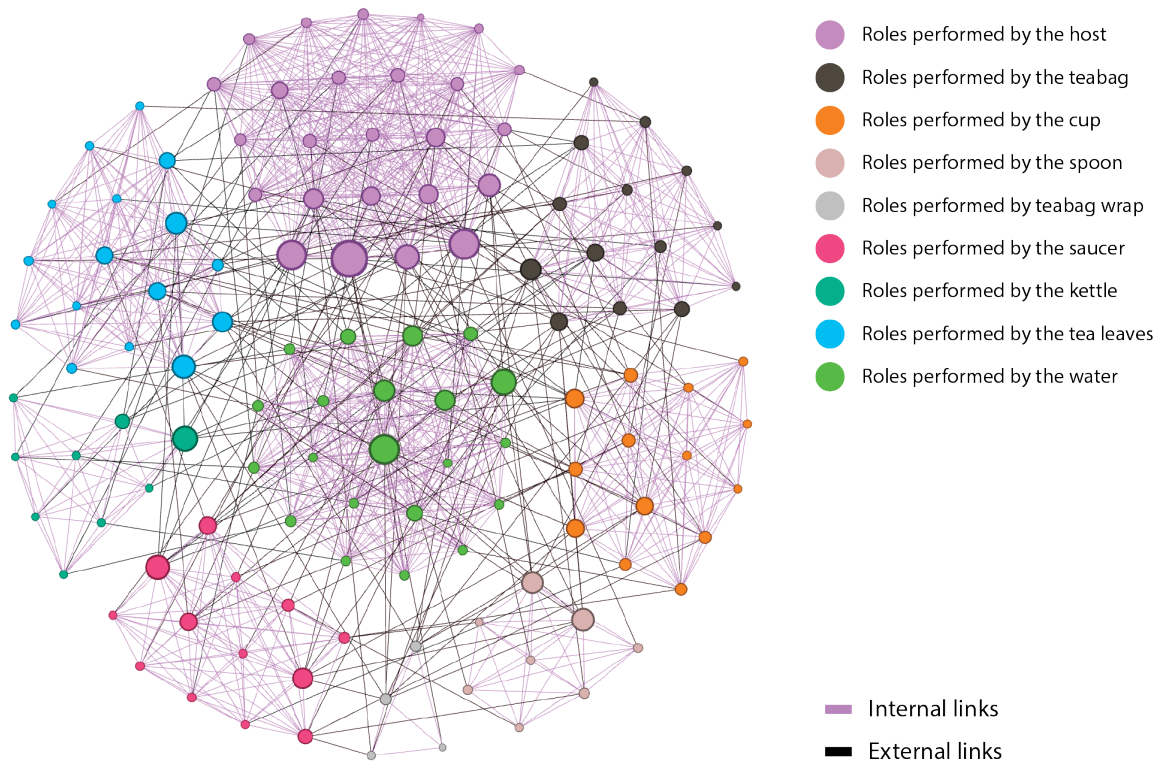 Roles performed by the host
Roles performed by the teabag
Roles performed by the cup
Roles performed by the spoon
Roles performed by teabag wrap
Roles performed by the saucer
Roles performed by the kettle
Roles performed by the tea leaves
Roles performed by the water
Internal links
External links